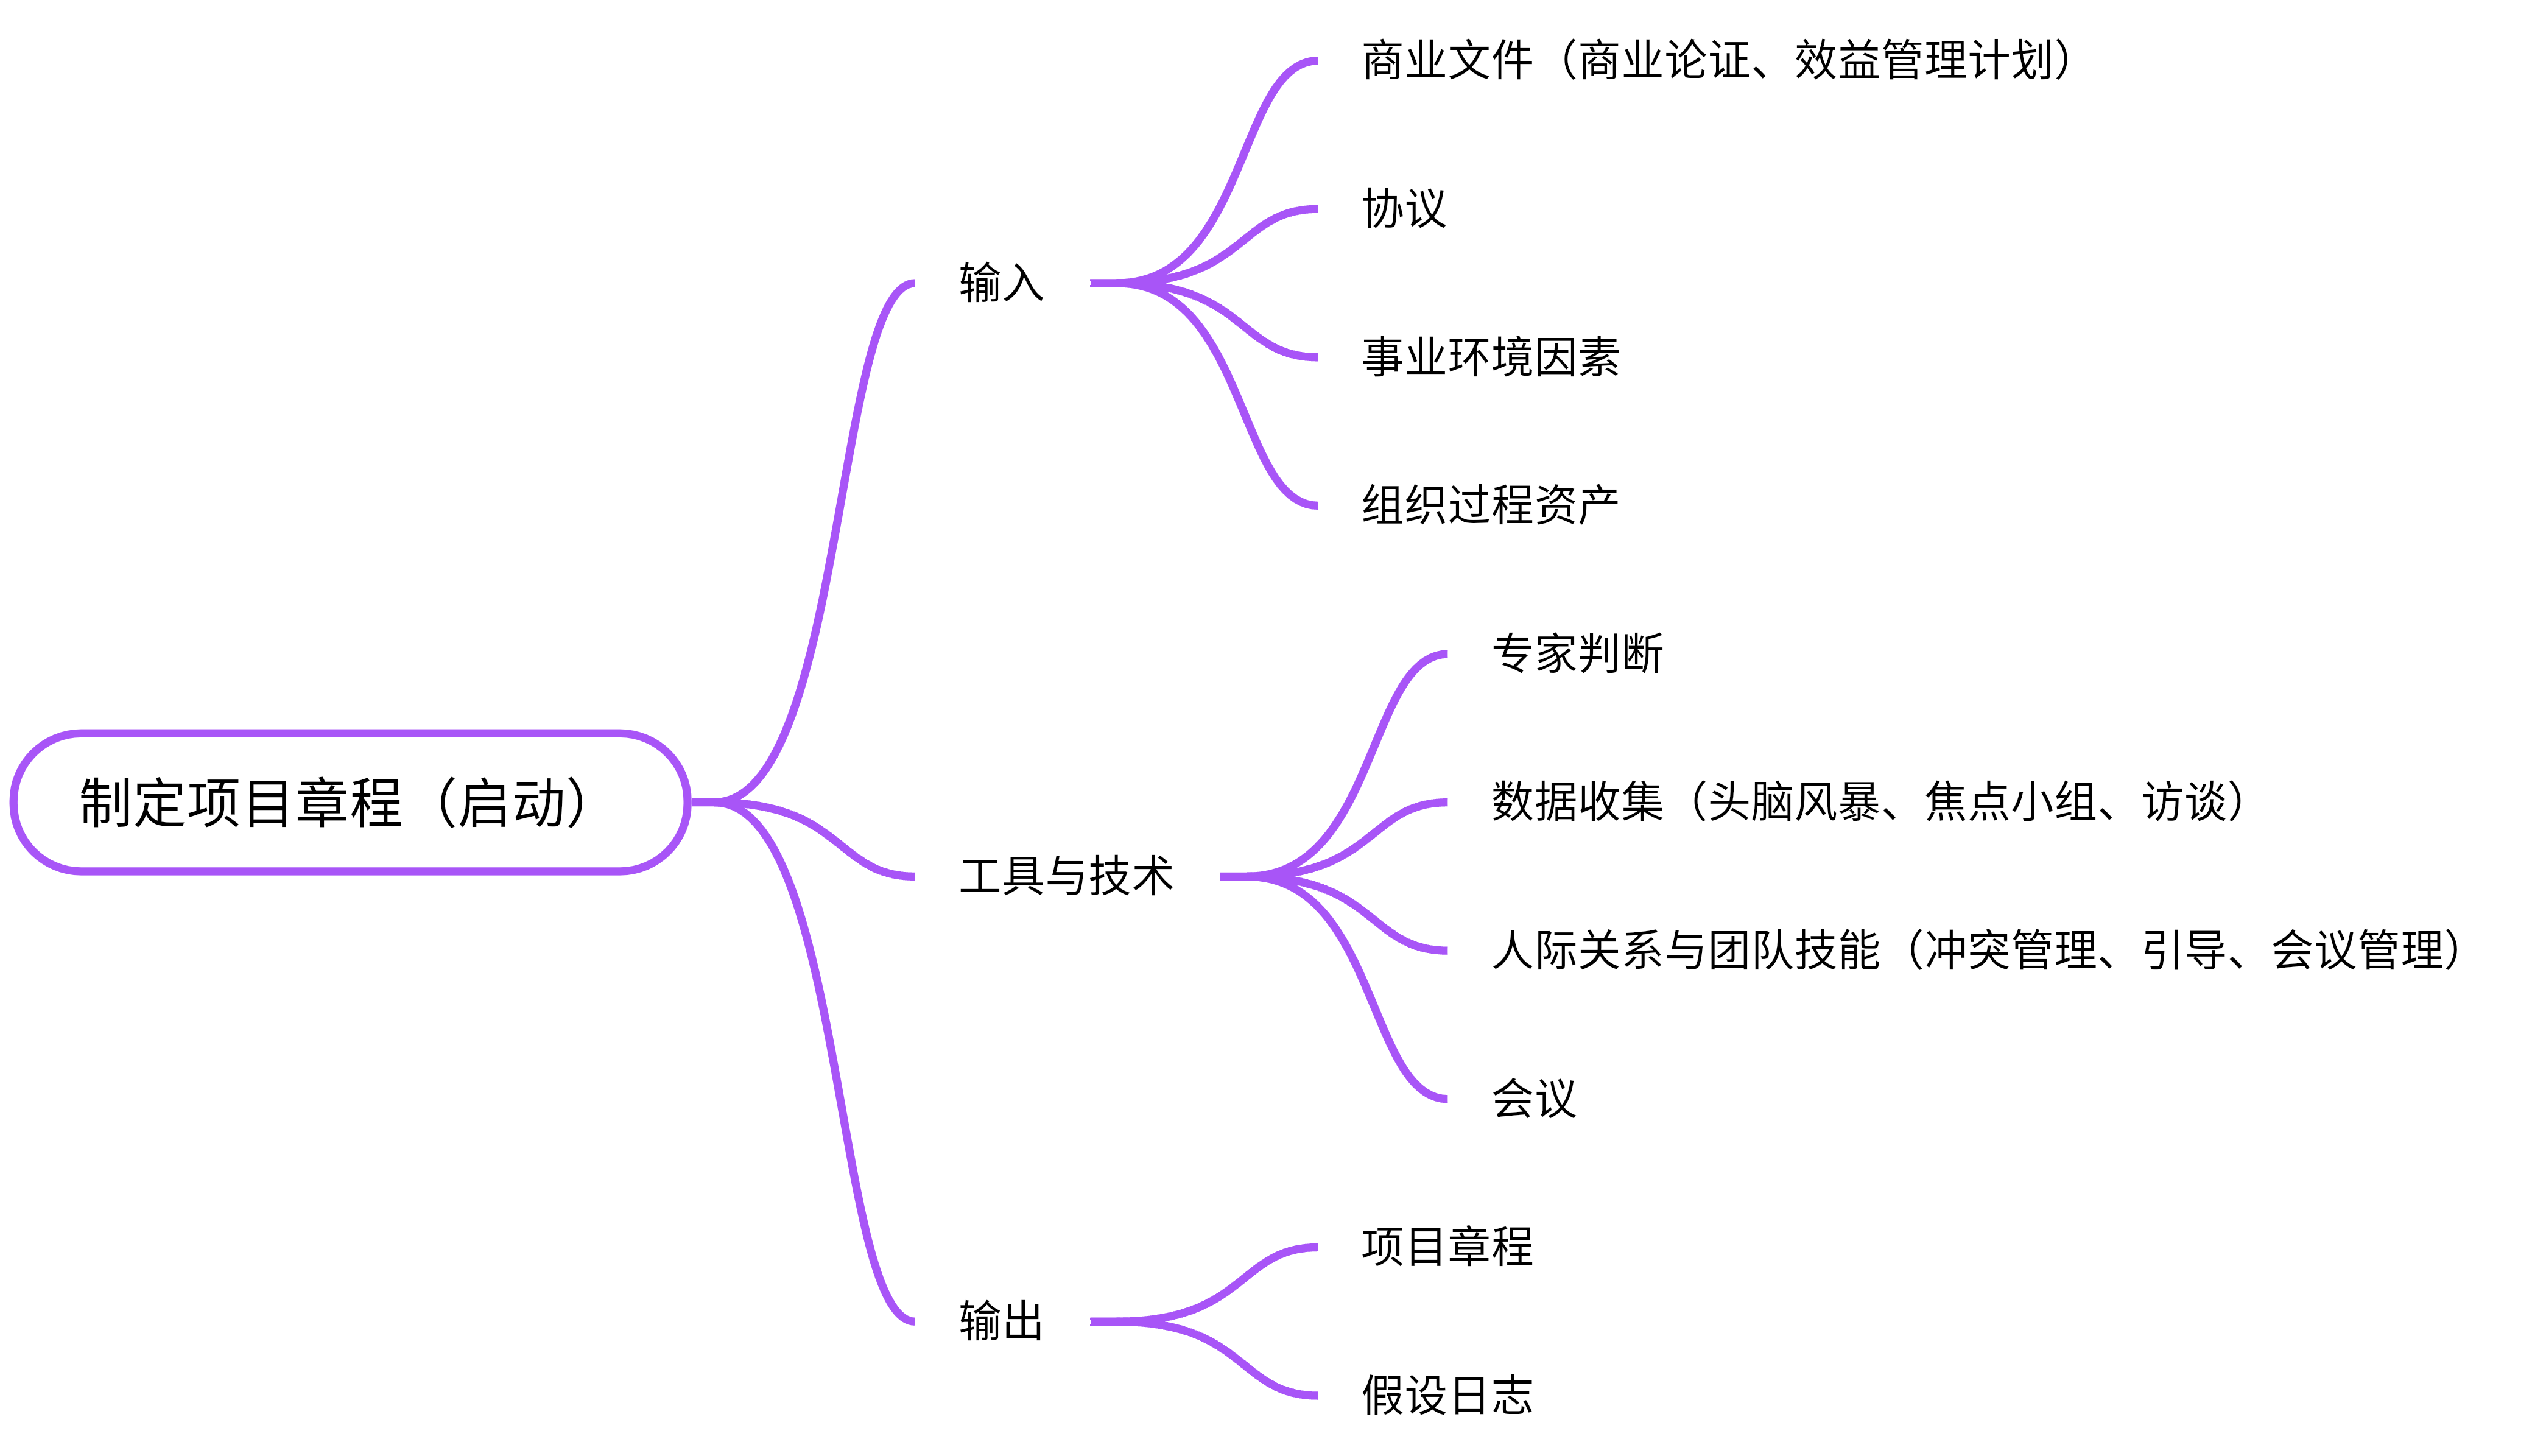 商业文件（商业论证、效益管理计划）
协议
输入
事业环境因素
组织过程资产
专家判断
制定项目章程（启动）
数据收集（头脑风暴、焦点小组、访谈）
工具与技术
人际关系与团队技能（冲突管理、引导、会议管理）
会议
项目章程
输出
假设日志